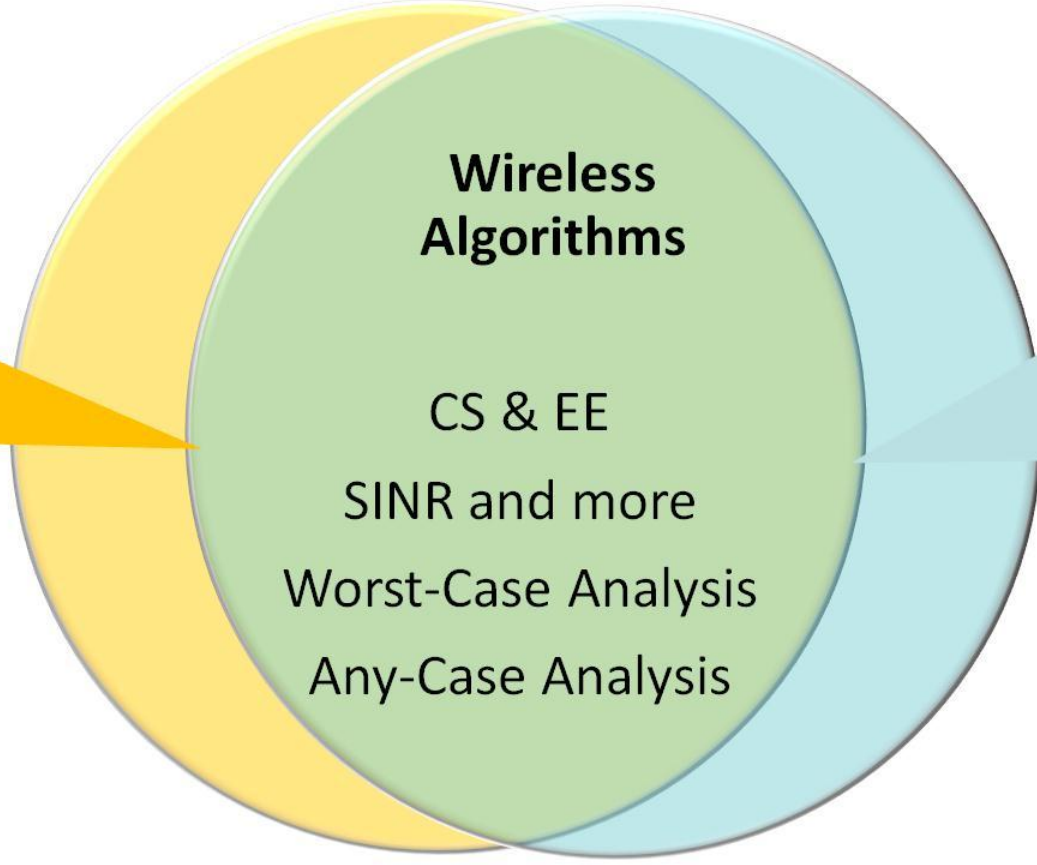 Wireless
Algorithms
CS & EE
SINR and more
Worst-Case Analysis
Any-Case Analysis